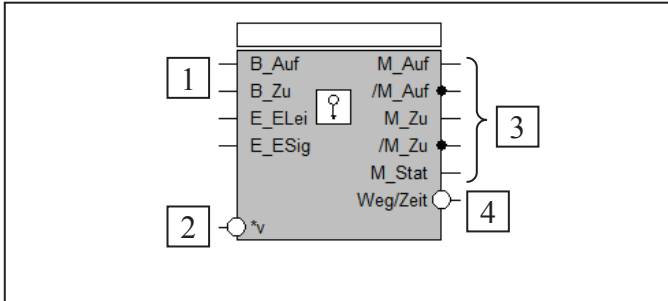 1
B_Auf
M_Auf
B_Zu
/M_Auf
E_ELei
M_Zu
3
E_ESig
/M_Zu
M_Stat
Weg/Zeit
4
2
*v